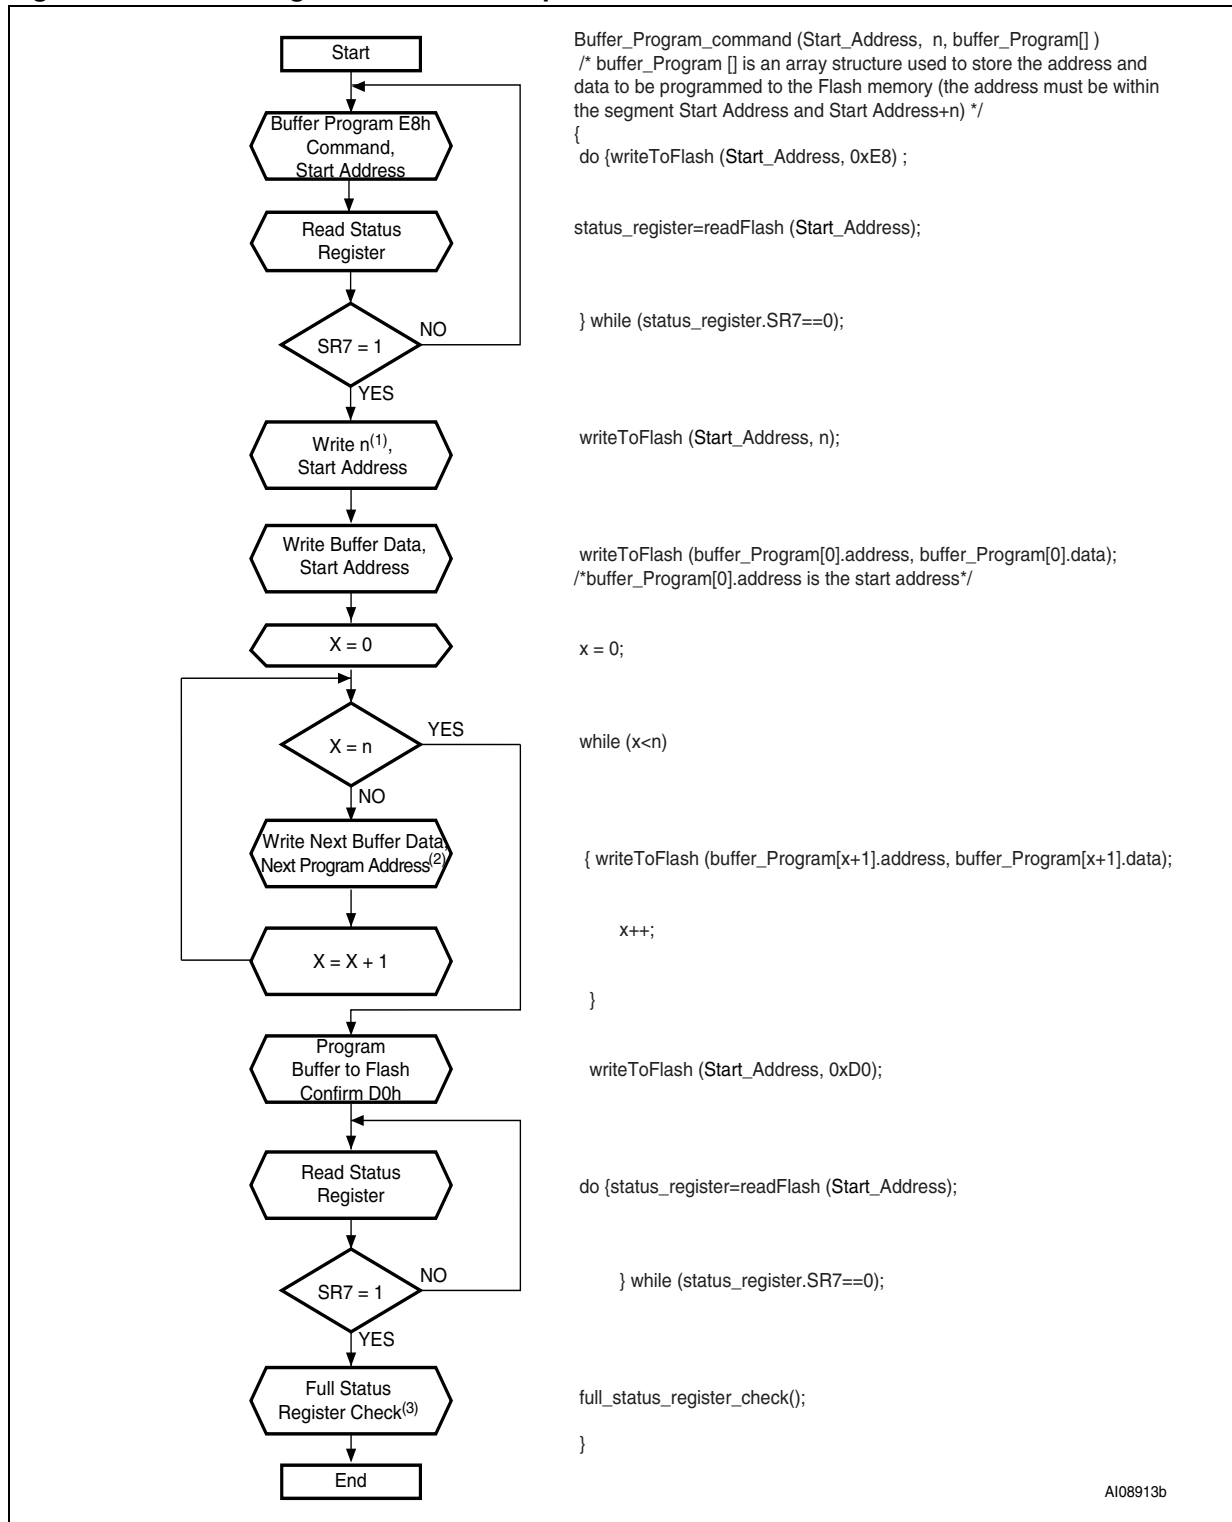 Start
Buffer_Program_command (Start_Address,  n, buffer_Program[] )
/* buffer_Program [] is an array structure used to store the address and
data to be programmed to the Flash memory (the address must be within
the segment Start Address and Start Address+n) */
{
Buffer Program E8h
Command,
Start Address
do {writeToFlash (Start_Address, 0xE8) ;
Read Status
Register
status_register=readFlash (Start_Address);
SR7 = 1
NO
YES
} while (status_register.SR7==0);
Write n(1),
Start Address
writeToFlash (Start_Address, n);
Write Buffer Data,
Start Address
writeToFlash (buffer_Program[0].address, buffer_Program[0].data);
/*buffer_Program[0].address is the start address*/
X = 0
x = 0;
X = n
YES
NO
while (x<n)
Write Next Buffer Data,
Next Program Address(2)
{ writeToFlash (buffer_Program[x+1].address, buffer_Program[x+1].data);
X = X + 1
x++;
}
Program
Buffer to Flash
Confirm D0h
writeToFlash (Start_Address, 0xD0);
Read Status
Register
do {status_register=readFlash (Start_Address);
SR7 = 1
NO
YES
} while (status_register.SR7==0);
Full Status
Register Check(3)
full_status_register_check();
}
End
AI08913b